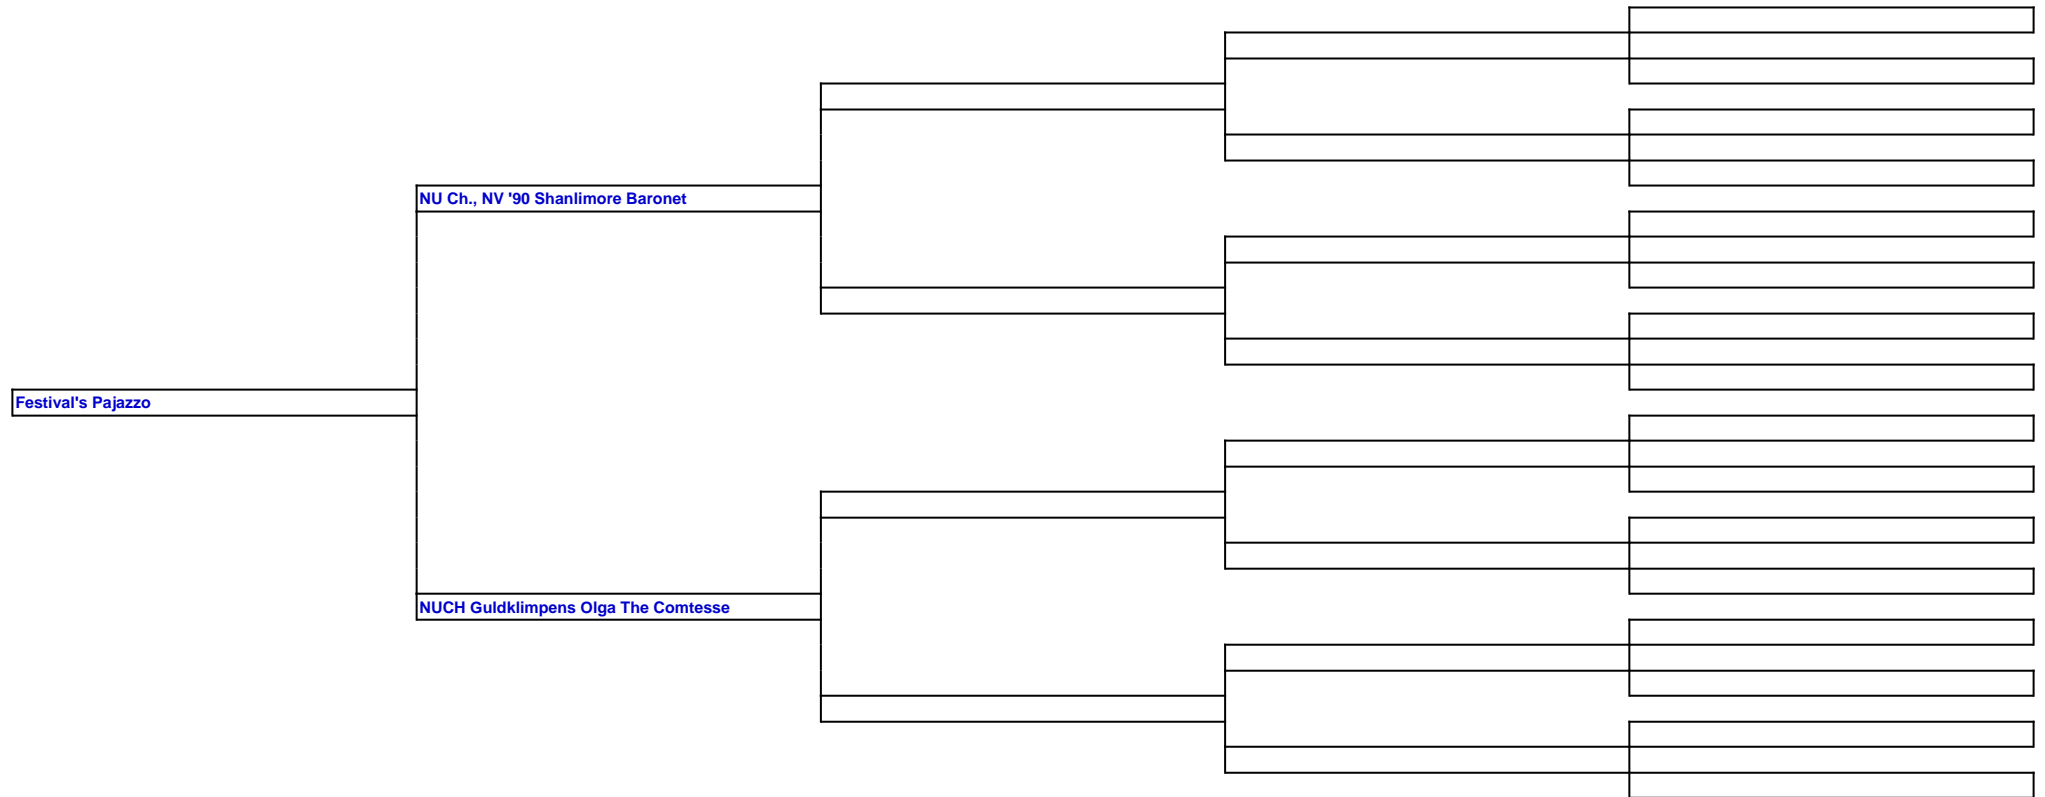 NU Ch., NV '90 Shanlimore Baronet
Festival's Pajazzo
NUCH Guldklimpens Olga The Comtesse